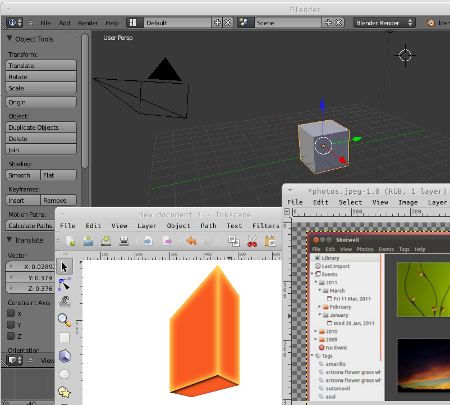 Blender
File Add Render Help
Default
Scene
Blender Render
Object Tools
User Persp
Transform:
Translate
Rotate
Scale
Origin
Object:
Duplicate Objects
Delete
Join
Shading:
Smooth Flat
Keyframes:
Insert Remove
Motion Paths:
Calculate Paths
Translate
Vector
Y: 0.379
Z: 0.376
Constraint Axis
X
Y
Z
Orientation
View
New document 1 - Inkscape
File Edit View Layer Object Path Text Filters
*photos.jpeg-1.0 (RGB, 1 layer)
File Edit Select View Image Layer
Shotwell
File Edit View Photos Events Tags Help
Library
Last Import
Events
2011
March
Fri 11 Mar, 2011
February
January
Wed 26 Jan, 2011
2010
2009
No Event
Tags
amarillo
arizona flower grass wf
arizona flower grass wf
automovil
azul